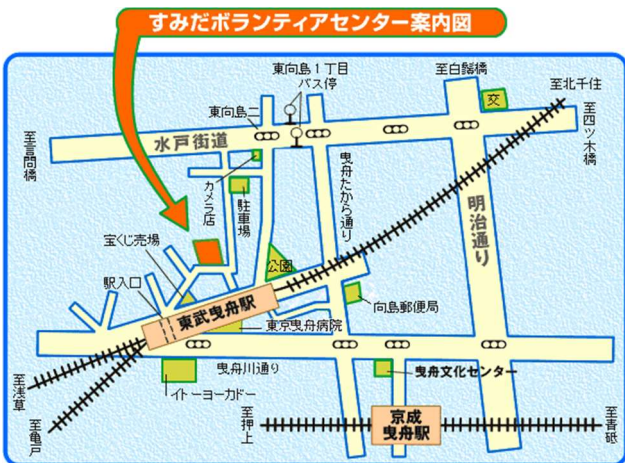 すみだボランティアセンター案内図
東向島1丁目
バス停
至白鬚橋
至北千住
交
至四ツ木橋
東向島二
水戸街道
至言問橋
カメラ店
駐車場
曳舟たから通り
明治通り
宝くじ売場
公園
駅入口
東武曳舟駅
向島郵便局
東京曳舟病院
至浅草
至亀戸
曳舟川通り
イトーヨーカドー
曳舟文化センター
至押上
京成
曳舟駅
至青砥